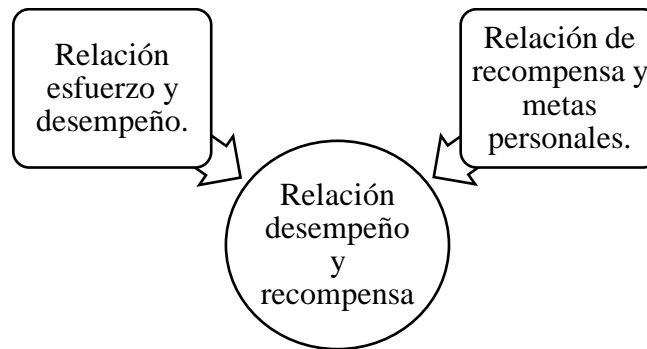 Relación
esfuerzo y
desempeño.
Relación de
recompensa y
metas
personales.
Relación
desempeño
y
recompensa